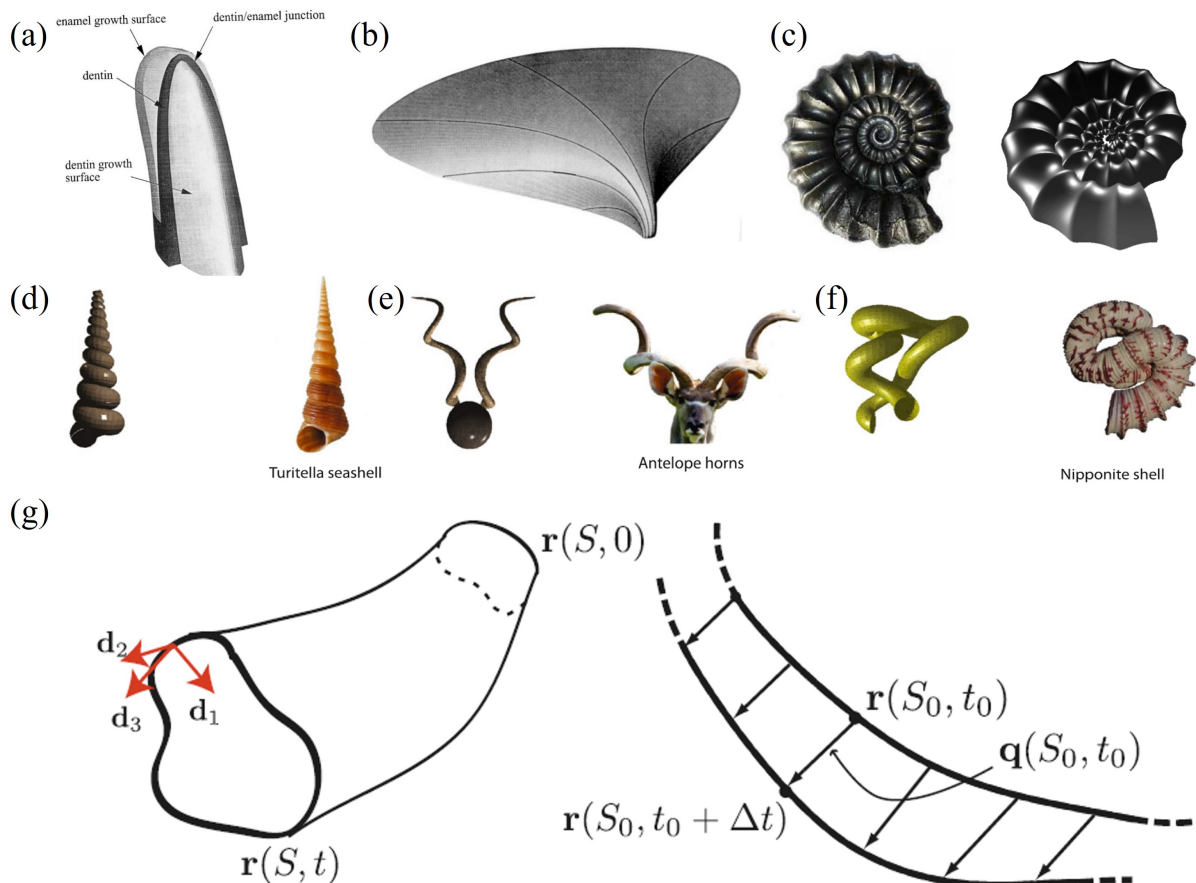 (a)
enamel growth surface
dentin/enamel junction
dentin
dentin growth
surface
(b)
(c)
(d)
Turitella seashell
(e)
Antelope horns
(f)
Nipponite shell
(g)
r(S, 0)
d₂
d₃
d₁
r(S, t)
r(S₀, t₀)
q(S₀, t₀)
r(S₀, t₀ + Δt)